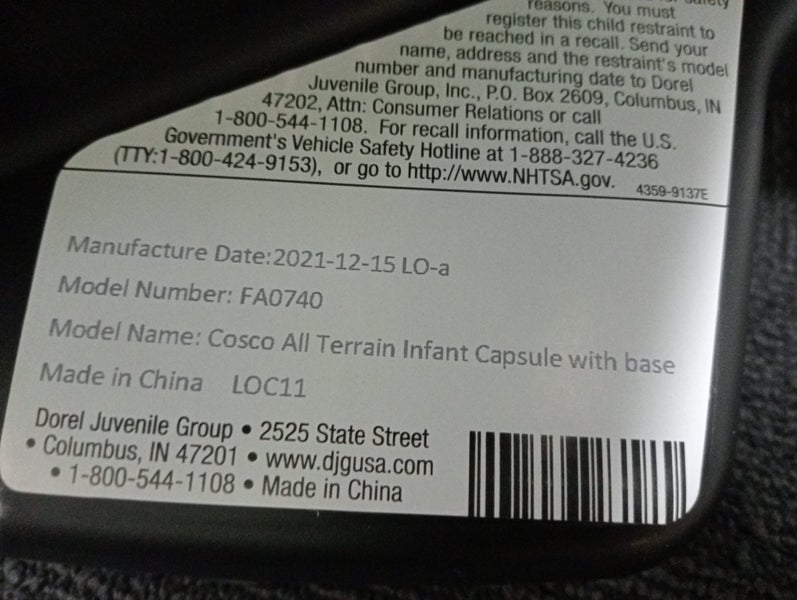 reasons. You must
register this child restraint to
be reached in a recall. Send your
name, address and the restraint's model
number and manufacturing date to Dorel
Juvenile Group, Inc., P.O. Box 2609, Columbus, IN
47202, Attn: Consumer Relations or call
1-800-544-1108. For recall information, call the U.S.
Government's Vehicle Safety Hotline at 1-888-327-4236
(TTY:1-800-424-9153), or go to http://www.NHTSA.gov. 4359-9137E
Manufacture Date:2021-12-15 LO-a
Model Number: FA0740
Model Name: Cosco All Terrain Infant Capsule with base
Made in China LOC11
Dorel Juvenile Group • 2525 State Street
• Columbus, IN 47201 • www.djgusa.com
• 1-800-544-1108 • Made in China